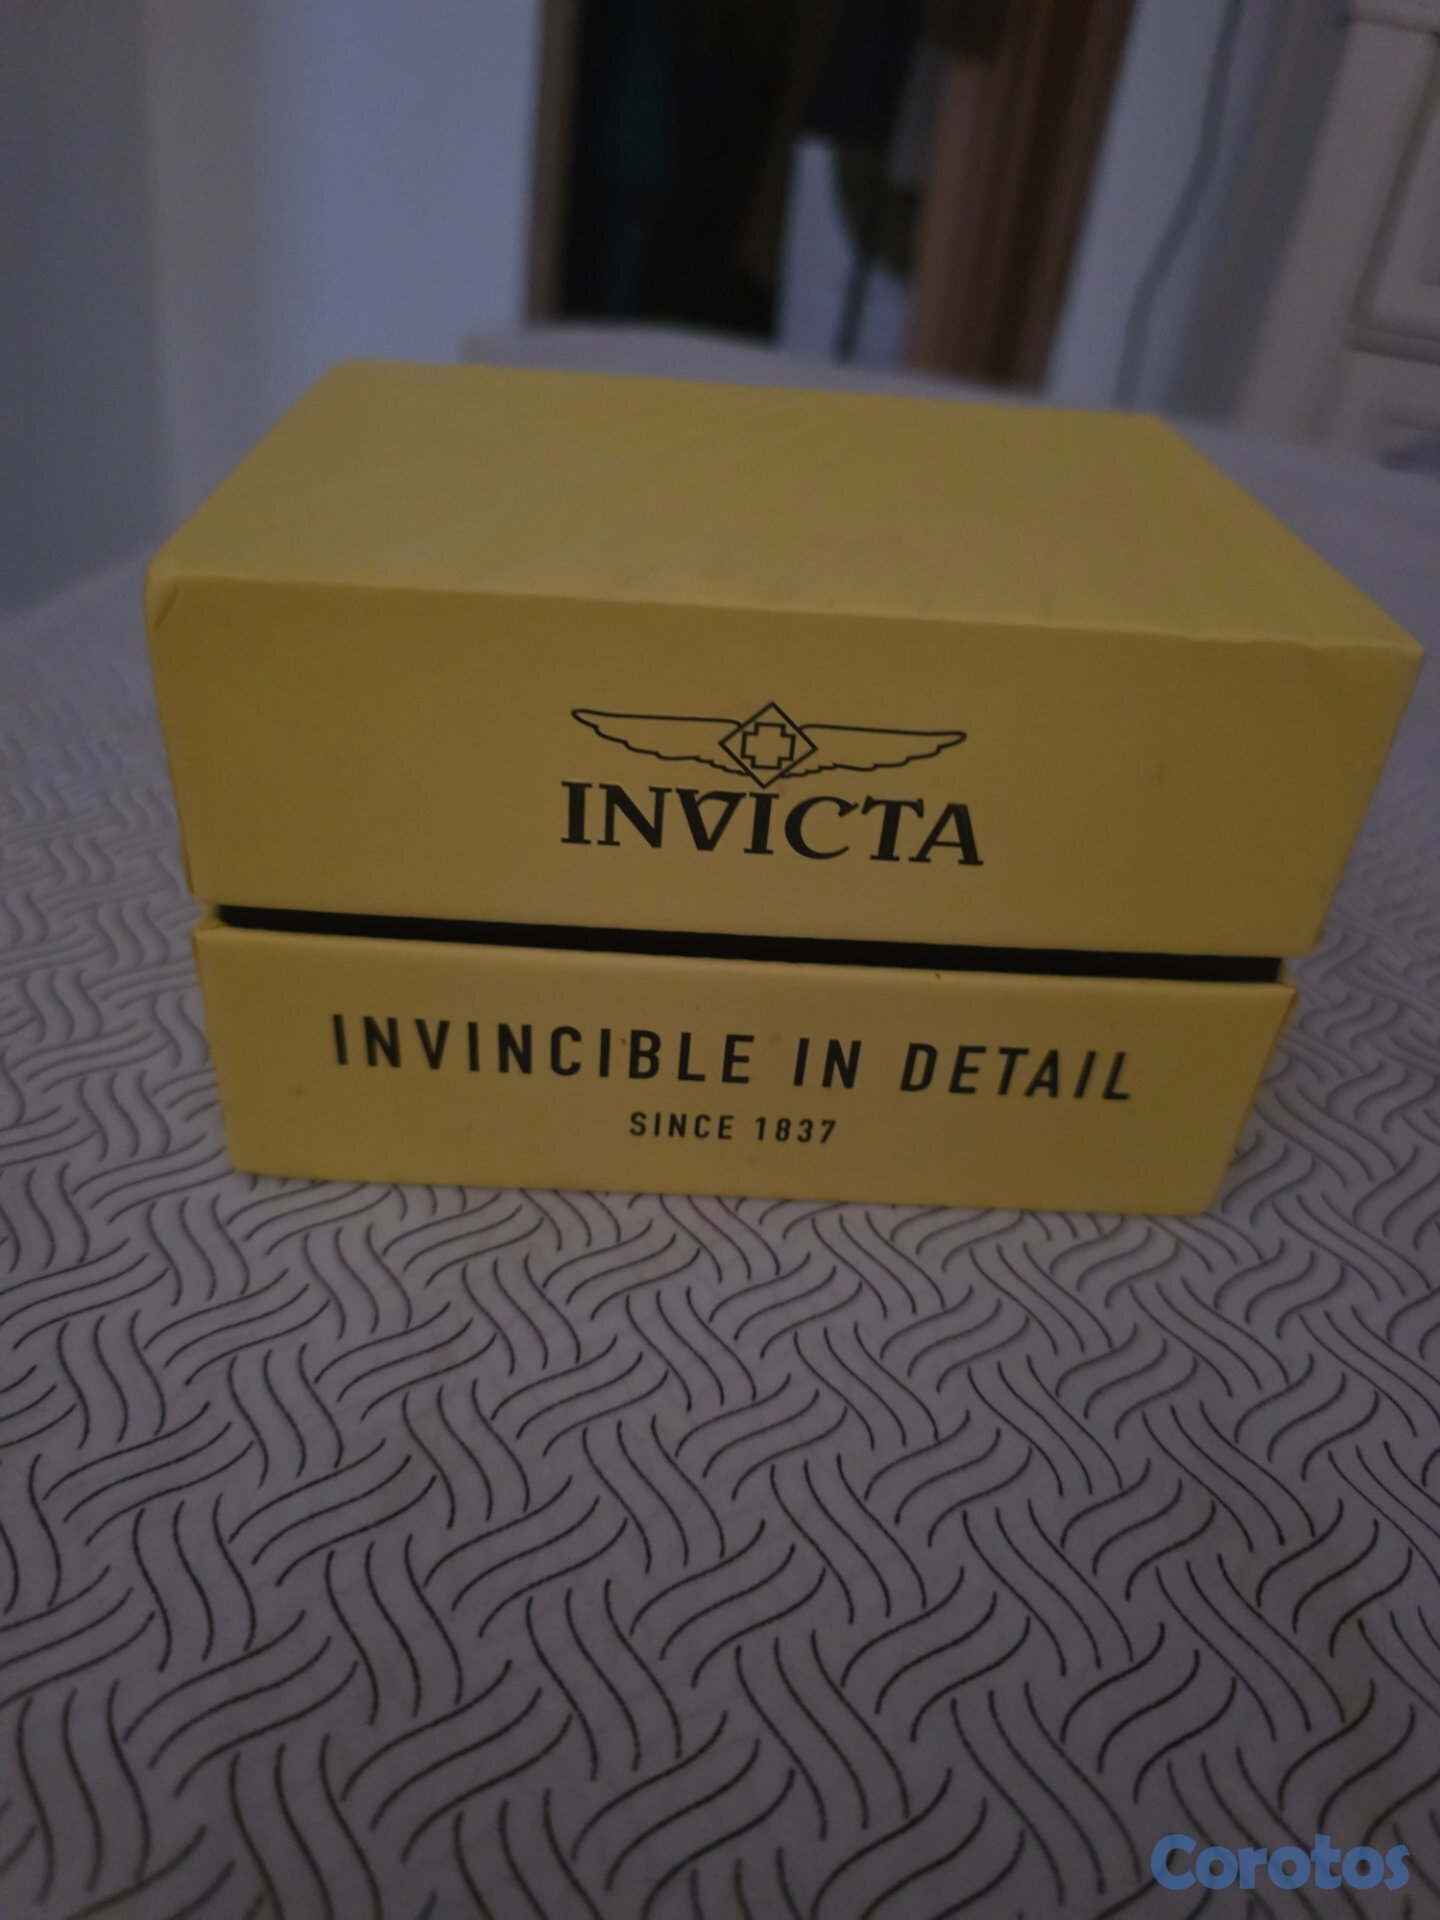 INVICTA
INVINCIBLE IN DETAIL
SINCE 1837
Corotos